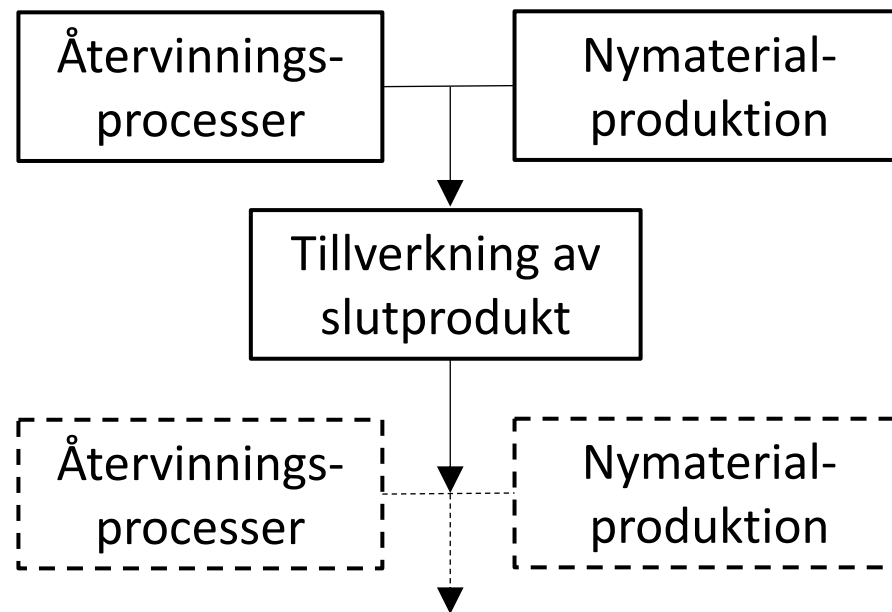 Återvinnings-
processer
Nymaterial-
produktion
Tillverkning av
slutprodukt
Återvinnings-
processer
Nymaterial-
produktion